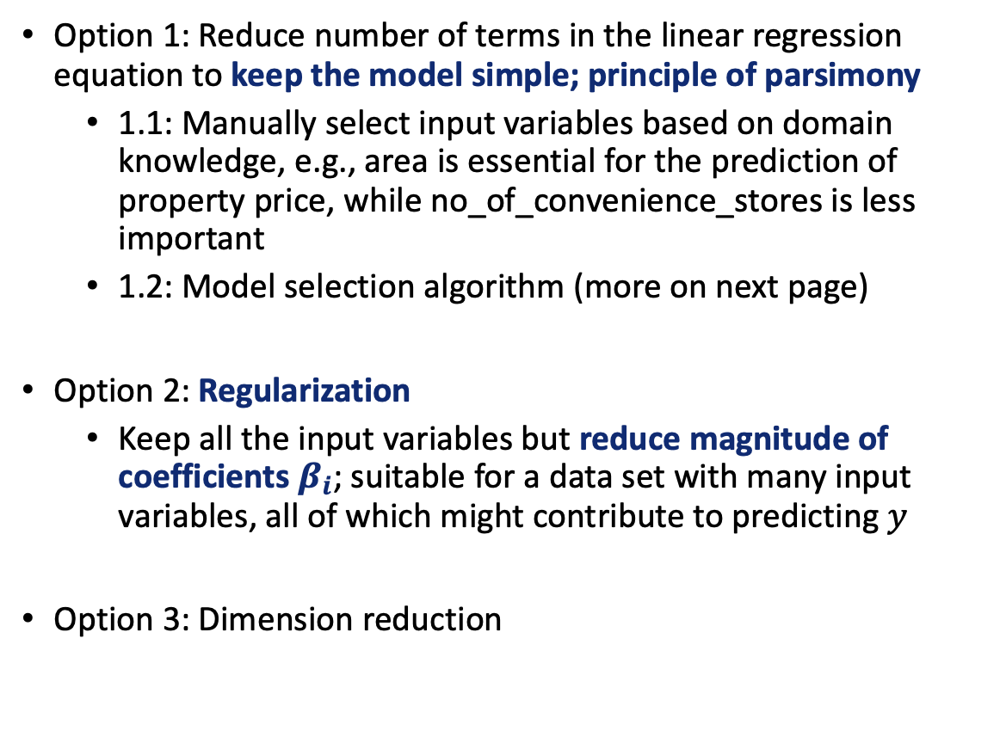 • Option 1: Reduce number of terms in the linear regression
equation to keep the model simple; principle of parsimony
• 1.1: Manually select input variables based on domain
knowledge, e.g., area is essential for the prediction of
property price, while no_of_convenience_stores is less
important
• 1.2: Model selection algorithm (more on next page)
• Option 2: Regularization
• Keep all the input variables but reduce magnitude of
coefficients βᵢ; suitable for a data set with many input
variables, all of which might contribute to predicting y
• Option 3: Dimension reduction